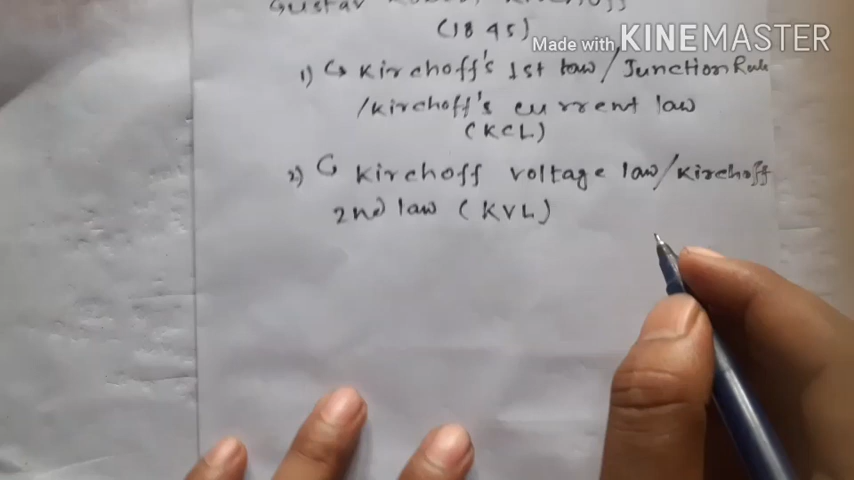 Gustav
(1845)
Made with KINEMASTER
1) ↳ Kirchoff's 1st law/Junction Rule
/Kirchoff's current law
(KCL)
2) ↳ Kirchoff voltage law/Kirchoff
2nd law (KVL)